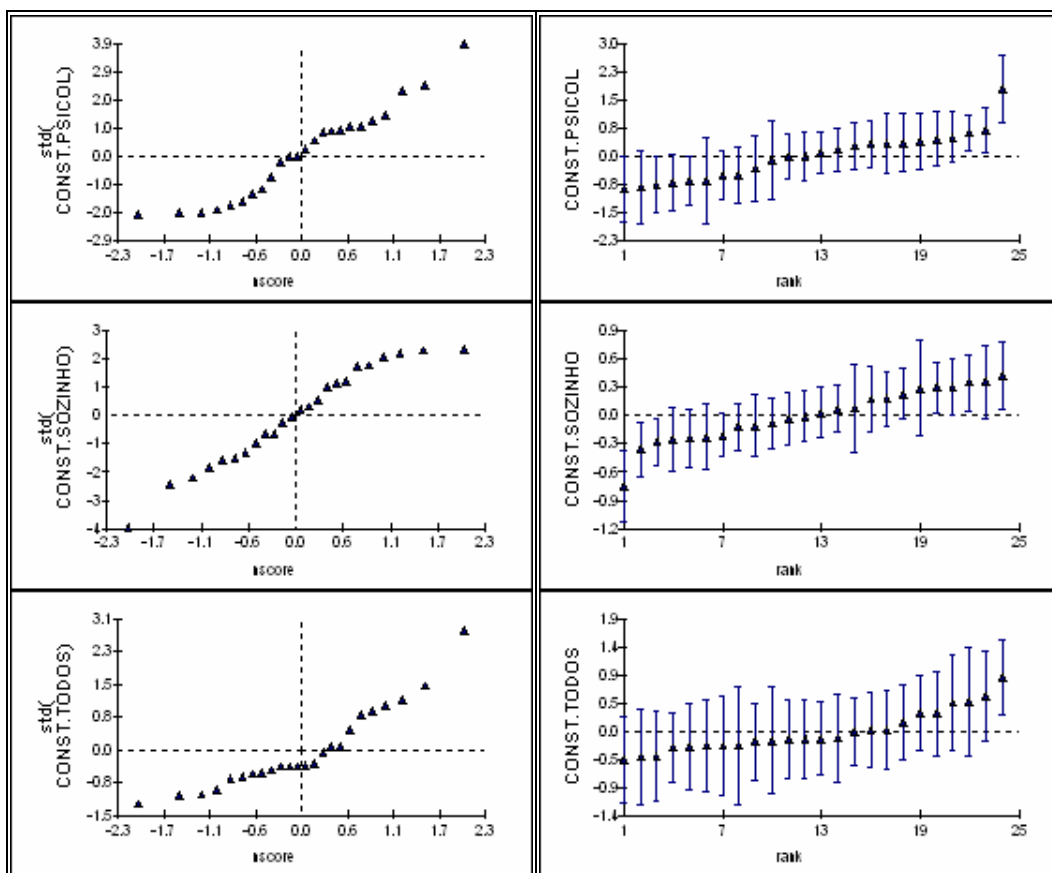 std(
CONST.PSICOL)
3.9
2.9
2.0
1.0
0.0
-1.0
-2.0
-2.9
-2.3 -1.7 -1.1 -0.6 0.0 0.6 1.1 1.7 2.3
nscore
CONST.PSICOL
3.0
2.3
1.5
0.8
0.0
-0.8
-1.5
-2.3
1 7 13 19 25
rank
std(
CONST.SOZINHO)
3
2
1
0
-1
-2
-3
-4
-2.3 -1.7 -1.1 -0.6 0.0 0.6 1.1 1.7 2.3
nscore
CONST.SOZINHO
0.9
0.6
0.3
0.0
-0.3
-0.6
-0.9
-1.2
1 7 13 19 25
rank
std(
CONST.TODOS)
3.1
2.3
1.5
0.8
0.0
-0.8
-1.5
-2.3 -1.7 -1.1 -0.6 0.0 0.6 1.1 1.7 2.3
nscore
CONST.TODOS
1.9
1.4
0.9
0.5
0.0
-0.5
-0.9
-1.4
1 7 13 19 25
rank